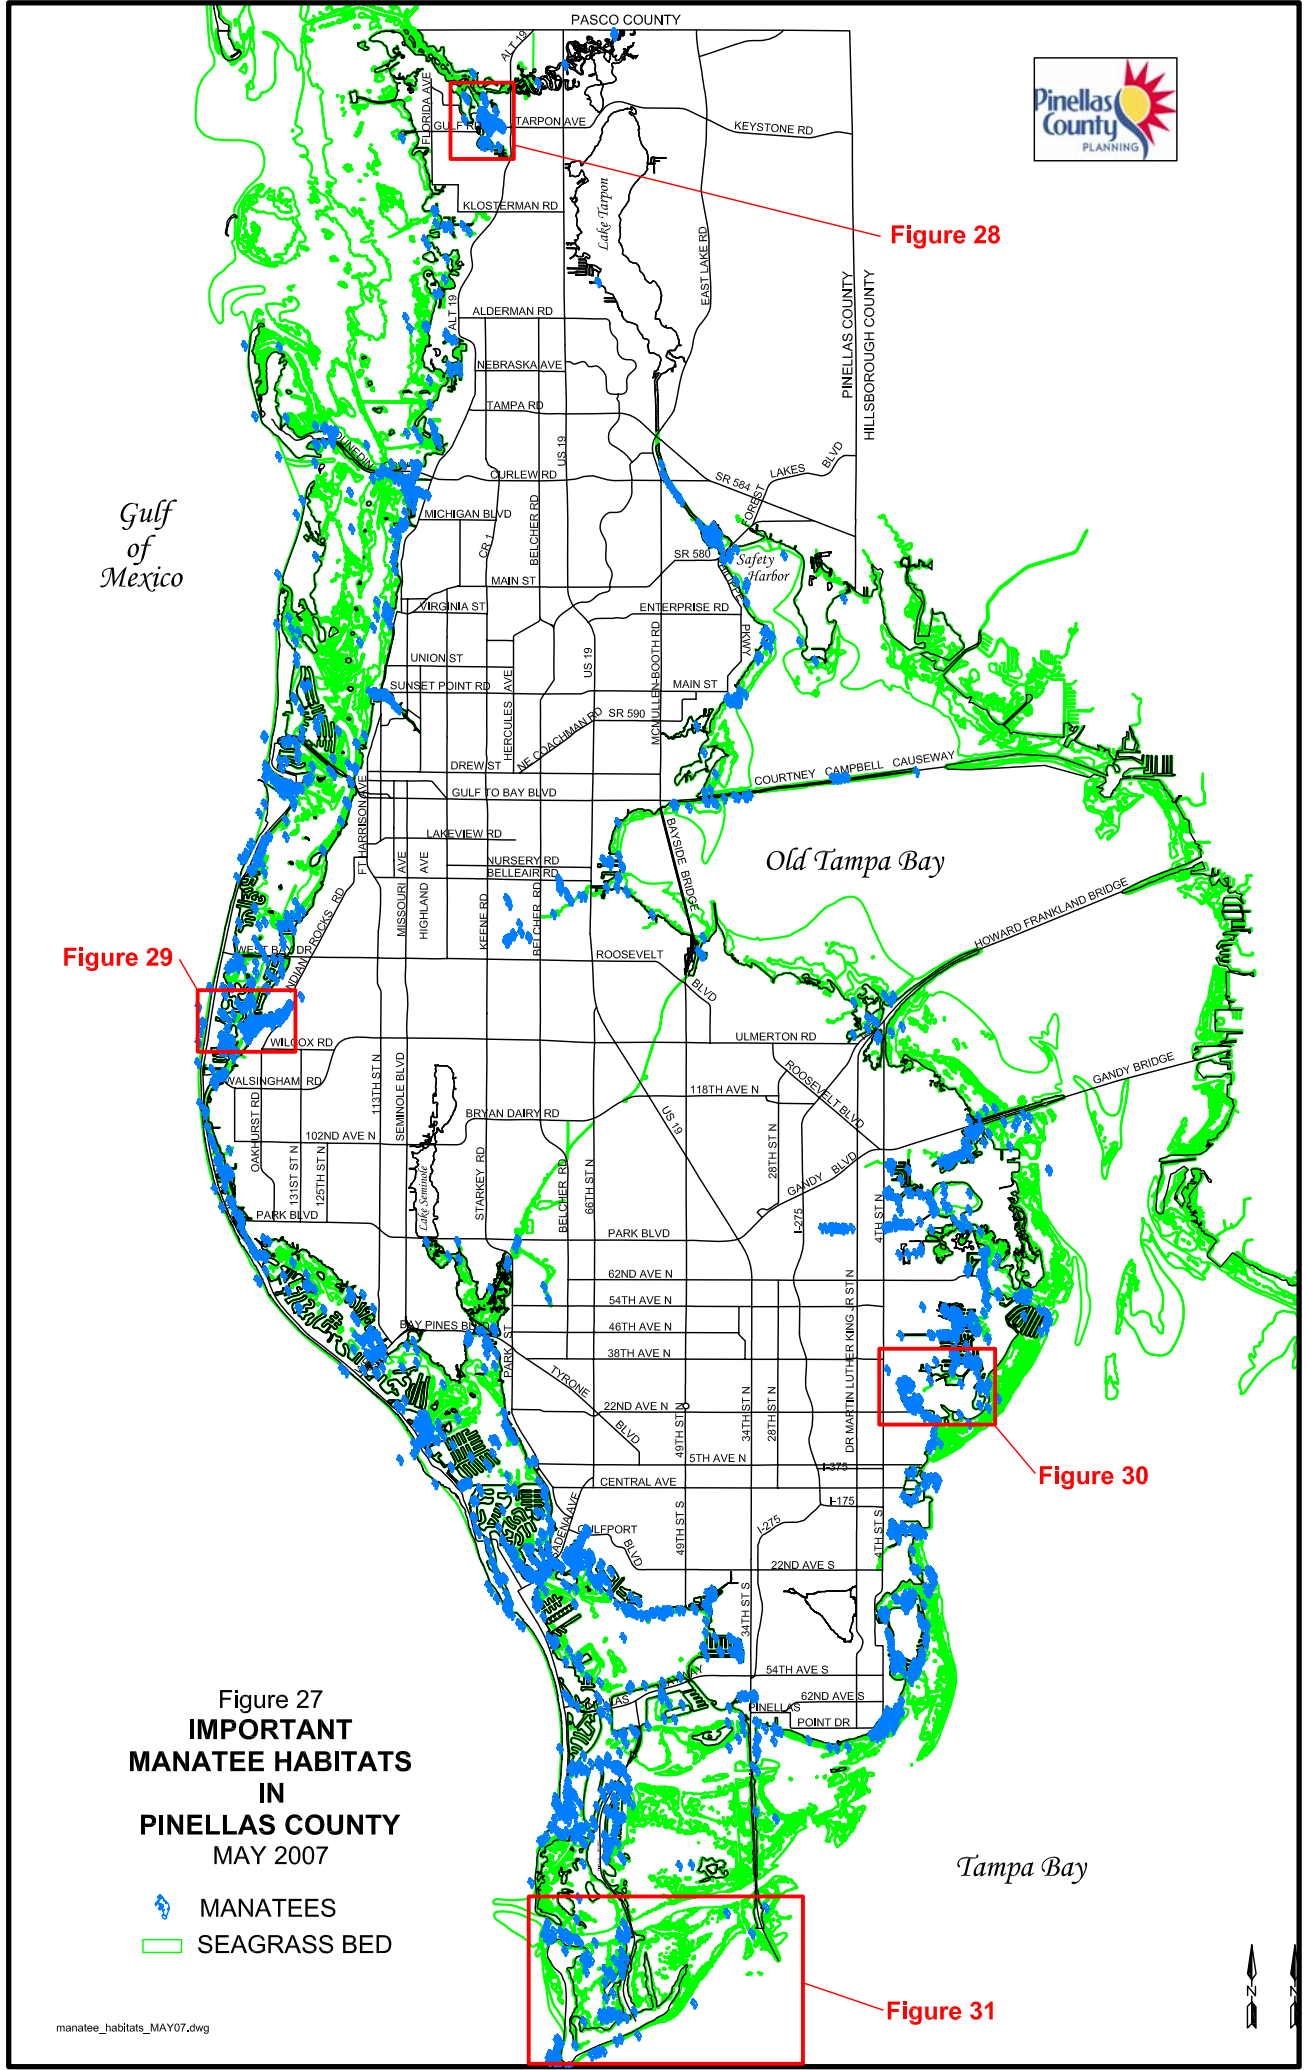 PASCO COUNTY
ALT 19
Pinellas
County
PLANNING
FLORIDA AVE
GULF RD
TARPON AVE
KEYSTONE RD
KLOSTERMAN RD
Lake Tarpon
Figure 28
EAST LAKE RD
PINELLAS COUNTY
HILLSBOROUGH COUNTY
ALT 19
ALDERMAN RD
NEBRASKA AVE
TAMPA RD
US 19
DUNEDIN
CURLEW RD
SR 584
LAKES
BLVD
FOREST
Gulf
of
Mexico
MICHIGAN BLVD
CR 1
BELCHER RD
SR 580
Safety
Harbor
MAIN ST
VIRGINIA ST
ENTERPRISE RD
PKWY
UNION ST
US 19
MCMULLEN-BOOTH RD
SUNSET POINT RD
MAIN ST
HERCULES AVE
NE COACHMAN RD
SR 590
DREW ST
COURTNEY CAMPBELL CAUSEWAY
GULF TO BAY BLVD
FT HARRISON AVE
LAKEVIEW RD
BAYSIDE BRIDGE
MISSOURI AVE
HIGHLAND AVE
NURSERY RD
BELLEAIR RD
Old Tampa Bay
KEENE RD
BELCHER RD
HOWARD FRANKLAND BRIDGE
INDIAN ROCKS RD
WEST BAY DR
ROOSEVELT
BLVD
Figure 29
WILCOX RD
ULMERTON RD
WALSINGHAM RD
113TH ST N
SEMINOLE BLVD
118TH AVE N
ROOSEVELT BLVD
GANDY BRIDGE
OAKHURST RD
BRYAN DAIRY RD
US 19
102ND AVE N
131ST ST N
125TH ST N
Lake Seminole
STARKEY RD
BELCHER RD
66TH ST N
28TH ST N
GANDY BLVD
I-275
4TH ST N
PARK BLVD
PARK BLVD
62ND AVE N
54TH AVE N
BAY PINES BL
46TH AVE N
38TH AVE N
PARK ST
TYRONE
BLVD
22ND AVE N
49TH ST N
34TH ST N
28TH ST N
DR MARTIN LUTHER KING JR ST N
5TH AVE N
I-375
Figure 30
CENTRAL AVE
I-175
GULFPORT
BLVD
49TH ST S
I-275
4TH ST S
22ND AVE S
34TH ST S
54TH AVE S
62ND AVE S
PINELLAS
POINT DR
Figure 27
IMPORTANT
MANATEE HABITATS
IN
PINELLAS COUNTY
MAY 2007
MANATEES
SEAGRASS BED
Tampa Bay
Figure 31
manatee_habitats_MAY07.dwg
N
N